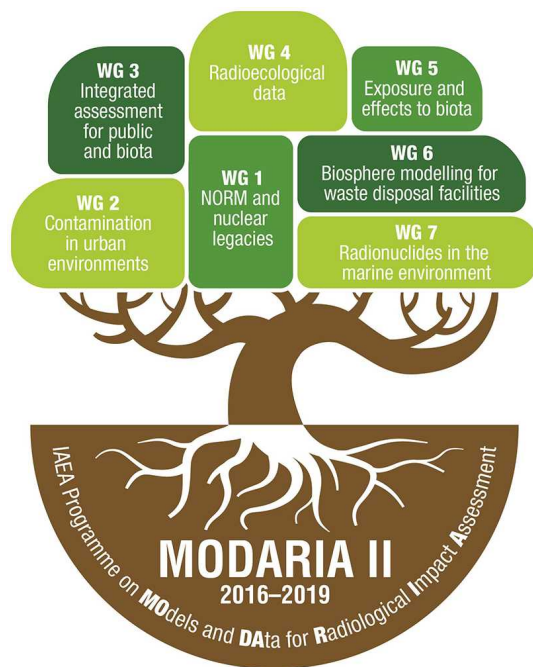 WG 4
Radioecological
data
WG 3
Integrated
assessment
for public
and biota
WG 5
Exposure and
effects to biota
WG 1
NORM and
nuclear
legacies
WG 6
Biosphere modelling for
waste disposal facilities
WG 2
Contamination
in urban
environments
WG 7
Radionuclides in the
marine environment
MODARIA II
2016–2019
IAEA Programme on MOdels and DAta for Radiological Impact Assessment